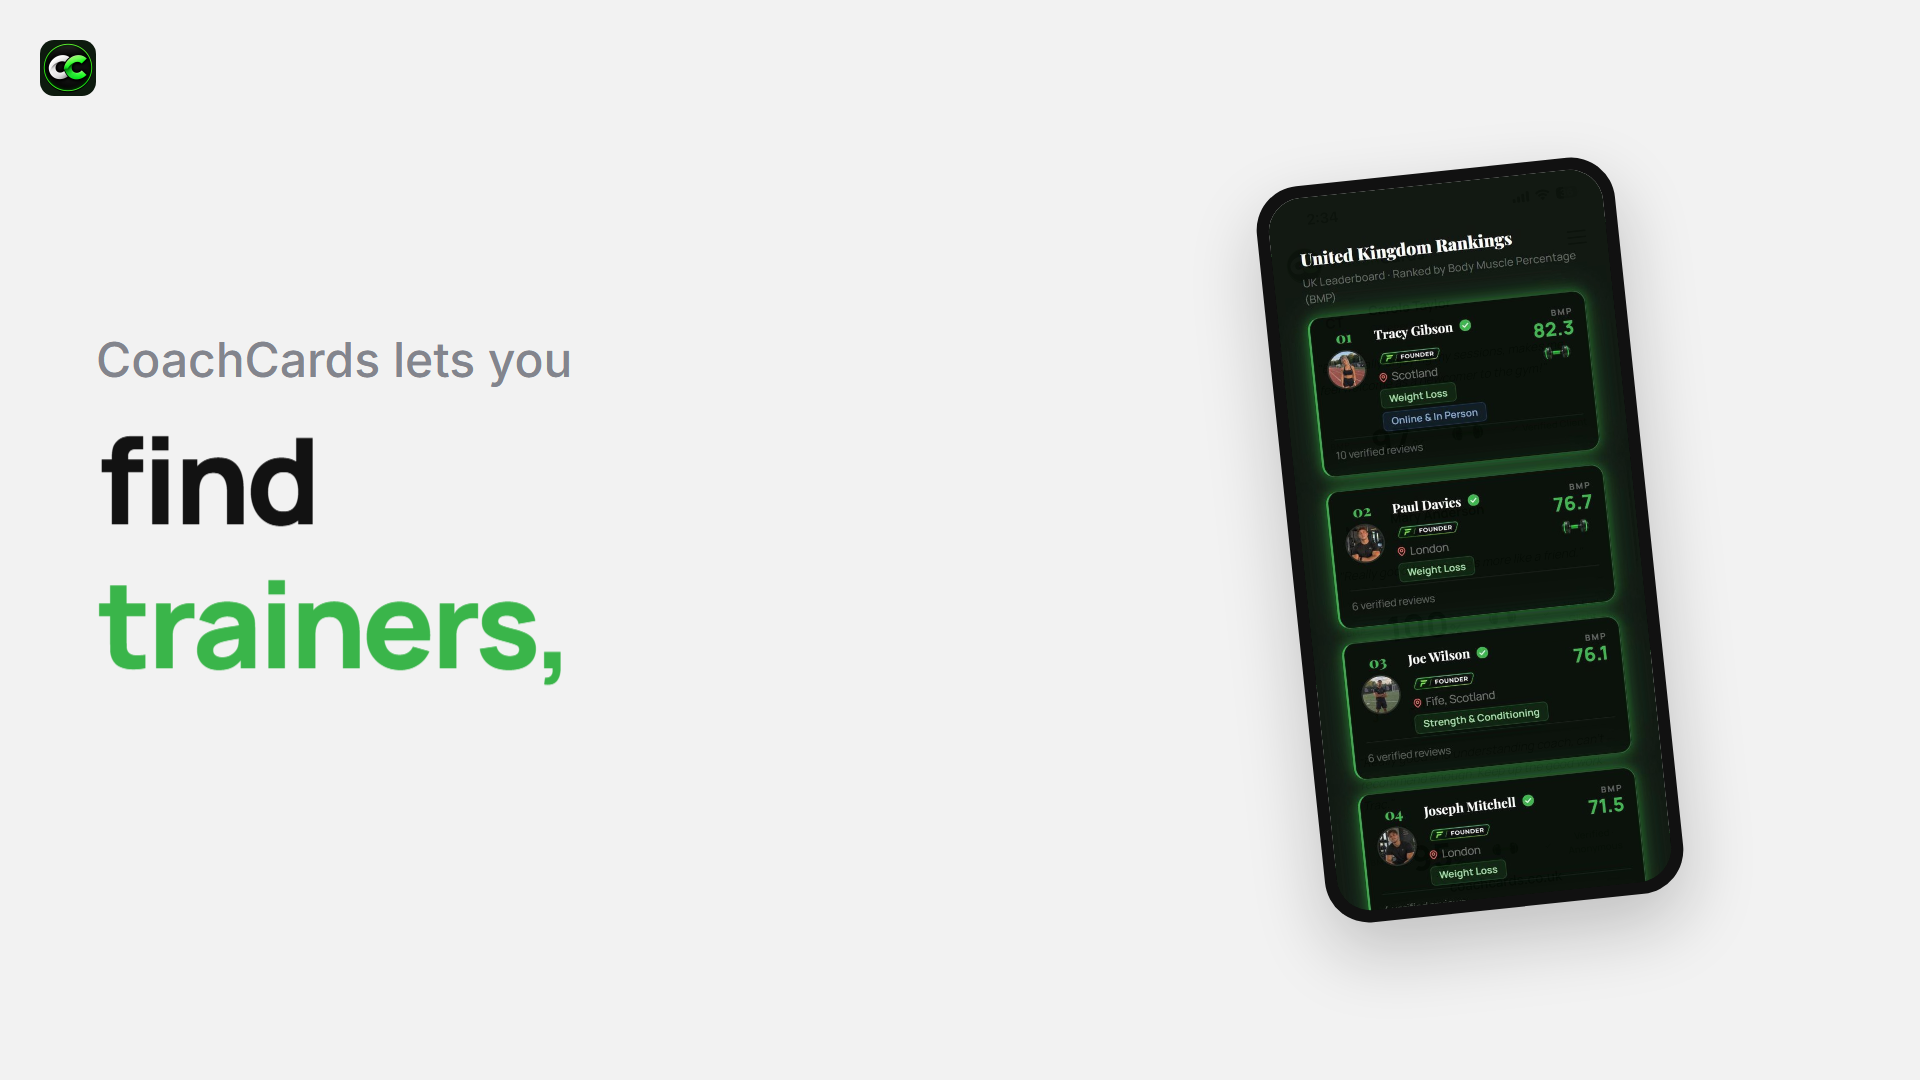 CC
CoachCards lets you
find
trainers,
2:34
United Kingdom Rankings
UK Leaderboard · Ranked by Body Muscle Percentage
(BMP)
01
Tracy Gibson
BMP
82.3
FOUNDER
Scotland
Weight Loss
Online & In Person
10 verified reviews
02
Paul Davies
BMP
76.7
FOUNDER
London
Weight Loss
6 verified reviews
03
Joe Wilson
BMP
76.1
FOUNDER
Fife, Scotland
Strength & Conditioning
6 verified reviews
04
Joseph Mitchell
BMP
71.5
FOUNDER
London
Weight Loss